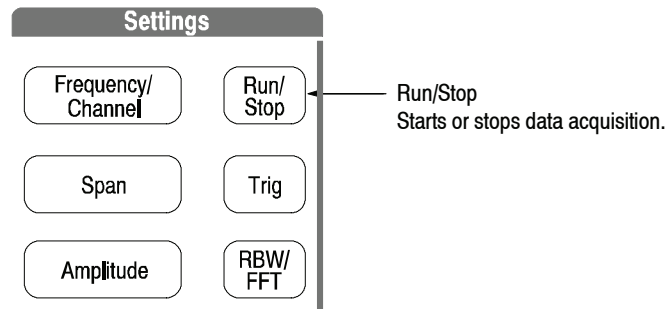 Settings
Frequency/
Channel
Run/
Stop
Run/Stop
Starts or stops data acquisition.
Span
Trig
Amplitude
RBW/
FFT